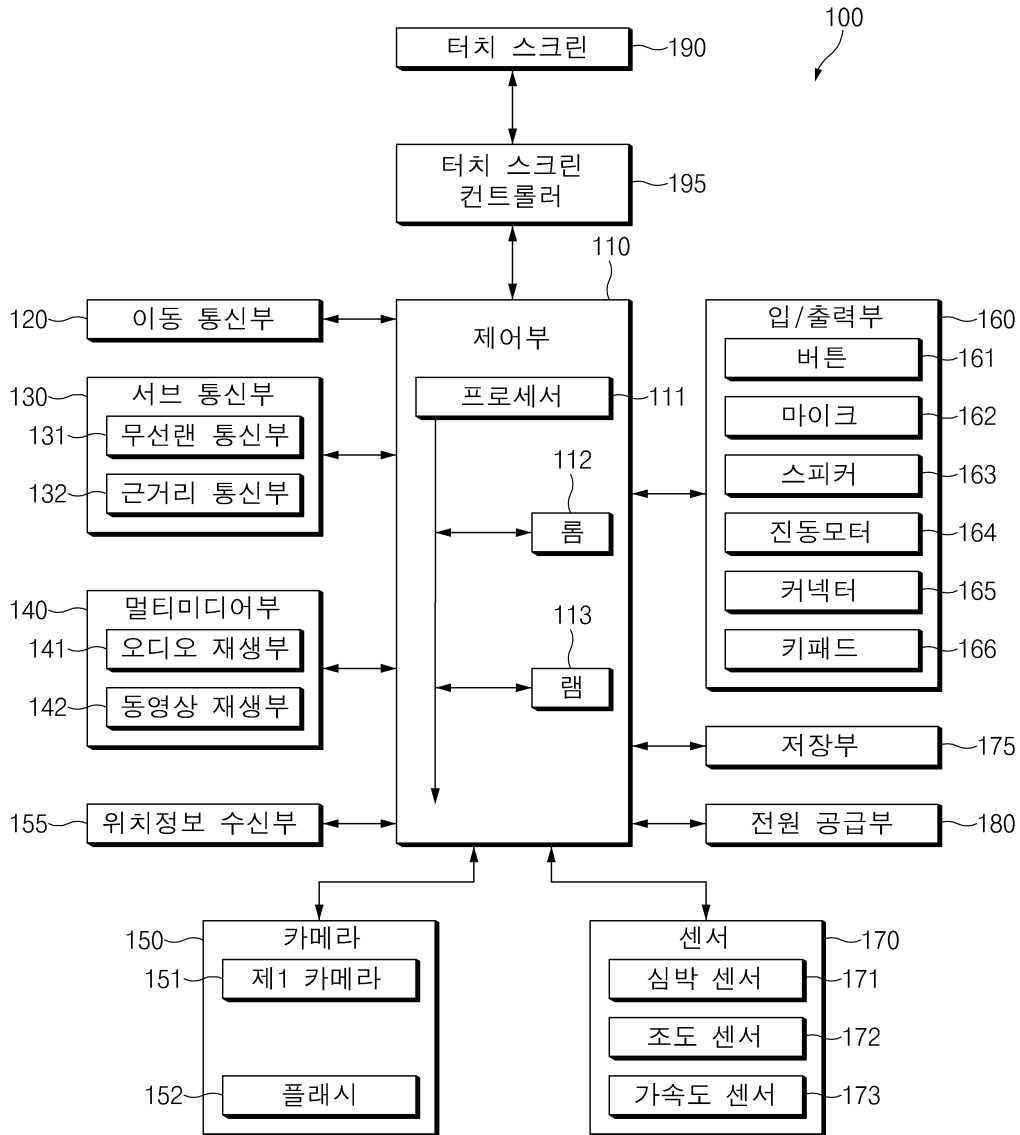 100
터치 스크린 190
터치 스크린
컨트롤러 195
110
제어부
프로세서 111
112
롬
113
램
120 이동 통신부
130 서브 통신부
131 무선랜 통신부
132 근거리 통신부
140 멀티미디어부
141 오디오 재생부
142 동영상 재생부
155 위치정보 수신부
입/출력부 160
버튼 161
마이크 162
스피커 163
진동모터 164
커넥터 165
키패드 166
저장부 175
전원 공급부 180
150 카메라
151 제1 카메라
152 플래시
센서 170
심박 센서 171
조도 센서 172
가속도 센서 173